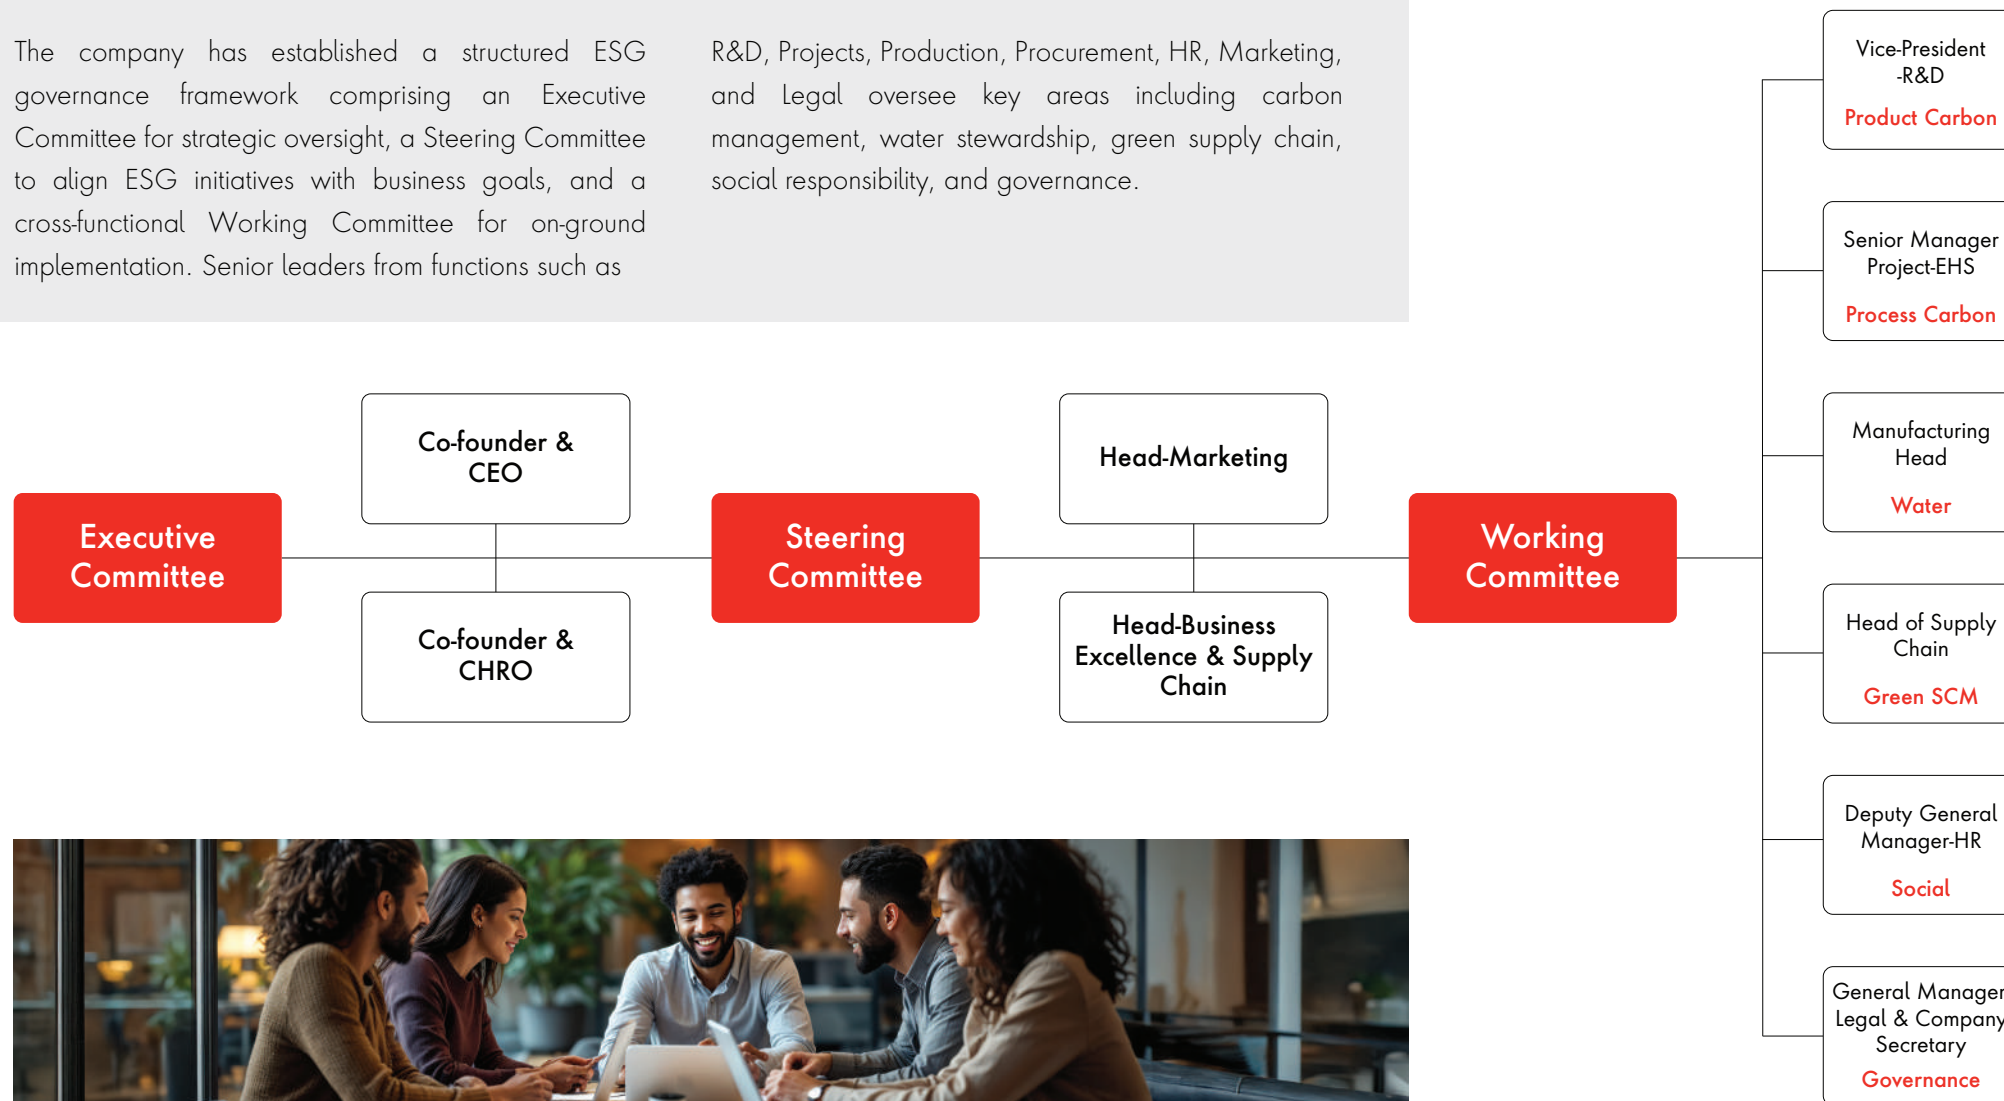 The company has established a structured ESG
governance framework comprising an Executive
Committee for strategic oversight, a Steering Committee
to align ESG initiatives with business goals, and a
cross-functional Working Committee for on-ground
implementation. Senior leaders from functions such as
R&D, Projects, Production, Procurement, HR, Marketing,
and Legal oversee key areas including carbon
management, water stewardship, green supply chain,
social responsibility, and governance.
Executive
Committee
Co-founder &
CEO
Co-founder &
CHRO
Steering
Committee
Head-Marketing
Head-Business
Excellence & Supply
Chain
Working
Committee
Vice-President
-R&D
Product Carbon
Senior Manager
Project-EHS
Process Carbon
Manufacturing
Head
Water
Head of Supply
Chain
Green SCM
Deputy General
Manager-HR
Social
General Manager
Legal & Company
Secretary
Governance